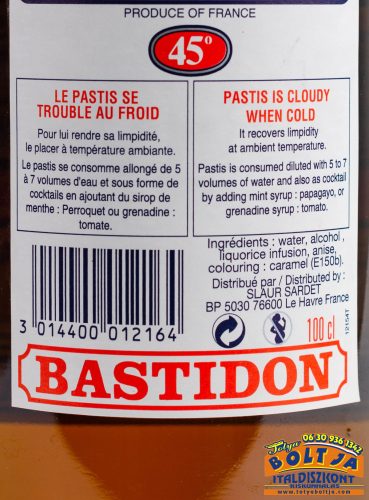 PRODUCE OF FRANCE
45°
LE PASTIS SE
TROUBLE AU FROID
Pour lui rendre sa limpidité,
le placer à température ambiante.
Le pastis se consomme allongé de 5
à 7 volumes d'eau et sous forme de
cocktails en ajoutant du sirop de
menthe : Perroquet ou grenadine :
tomate.
PASTIS IS CLOUDY
WHEN COLD
It recovers limpidity
at ambient temperature.
Pastis is consumed diluted with 5 to 7
volumes of water and also as cocktail
by adding mint syrup : papagayo, or
grenadine syrup : tomato.
Ingrédients : water, alcohol,
liquorice infusion, anise,
colouring : caramel (E150b).
Distribué par / Distributed by :
SLAUR SARDET
BP 5030 76600 Le Havre France
3 014400 012164
100 cl
12154T
BASTIDON
Totya
06 30 936 1342
BOLTJA
ITALDISZKONT
KISKUNHALAS
www.totyaboltja.com